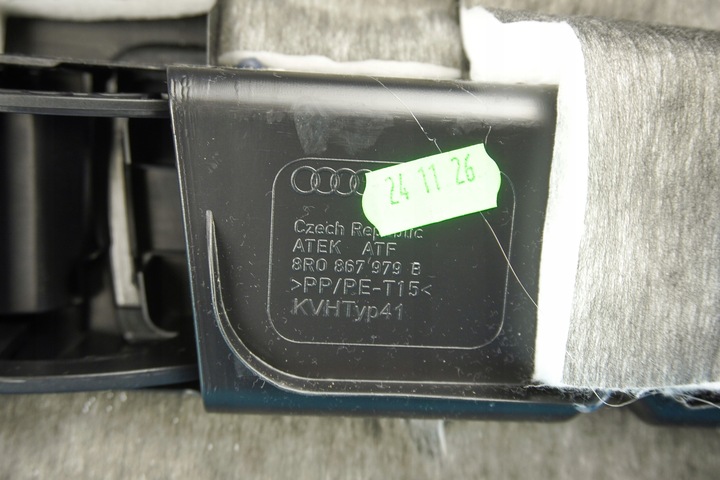 24 11 26
Czech Republic
ATEK ATF
8R0 867 979 B
>PP/PE-T15<
KVHTyp41